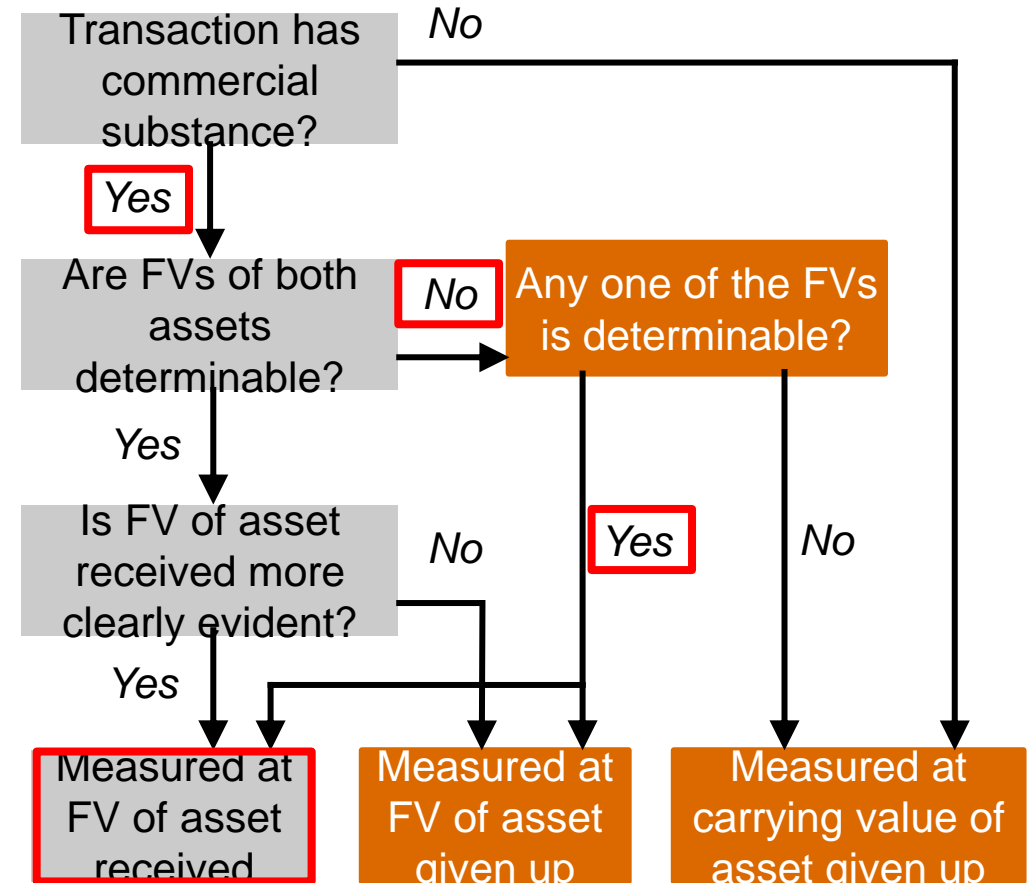 Transaction has
commercial
substance?
No
Yes
Are FVs of both
assets
determinable?
No
Any one of the FVs
is determinable?
Yes
Is FV of asset
received more
clearly evident?
No
Yes
No
Yes
Measured at
FV of asset
received
Measured at
FV of asset
given up
Measured at
carrying value of
asset given up